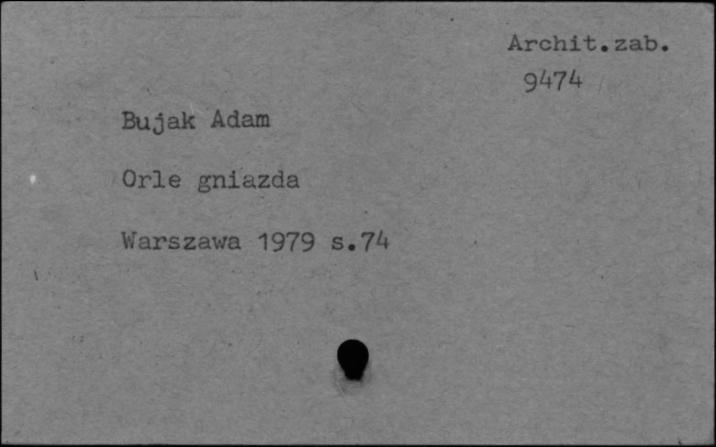 Archit.zab.
9474
Bujak Adam
Orle gniazda
Warszawa 1979 s.74